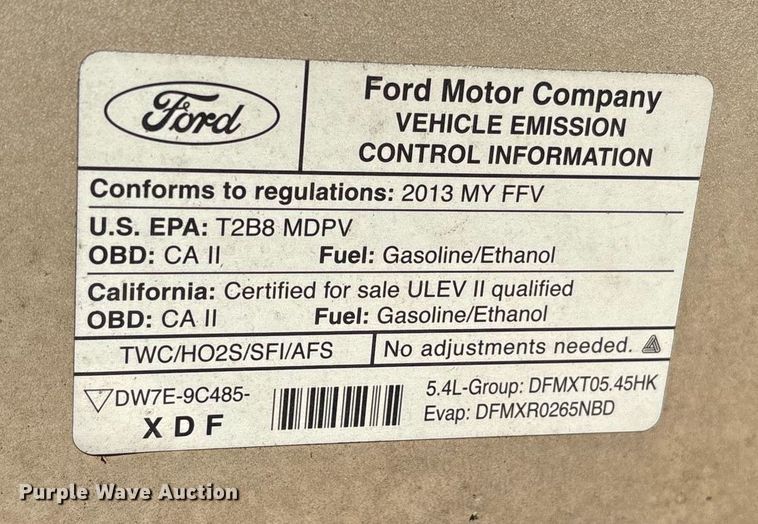 Ford
Ford Motor Company
VEHICLE EMISSION
CONTROL INFORMATION
Conforms to regulations: 2013 MY FFV
U.S. EPA: T2B8 MDPV
OBD: CA II Fuel: Gasoline/Ethanol
California: Certified for sale ULEV II qualified
OBD: CA II Fuel: Gasoline/Ethanol
TWC/HO2S/SFI/AFS
No adjustments needed.
DW7E-9C485-
XDF
5.4L-Group: DFMXT05.45HK
Evap: DFMXR0265NBD
Purple Wave Auction